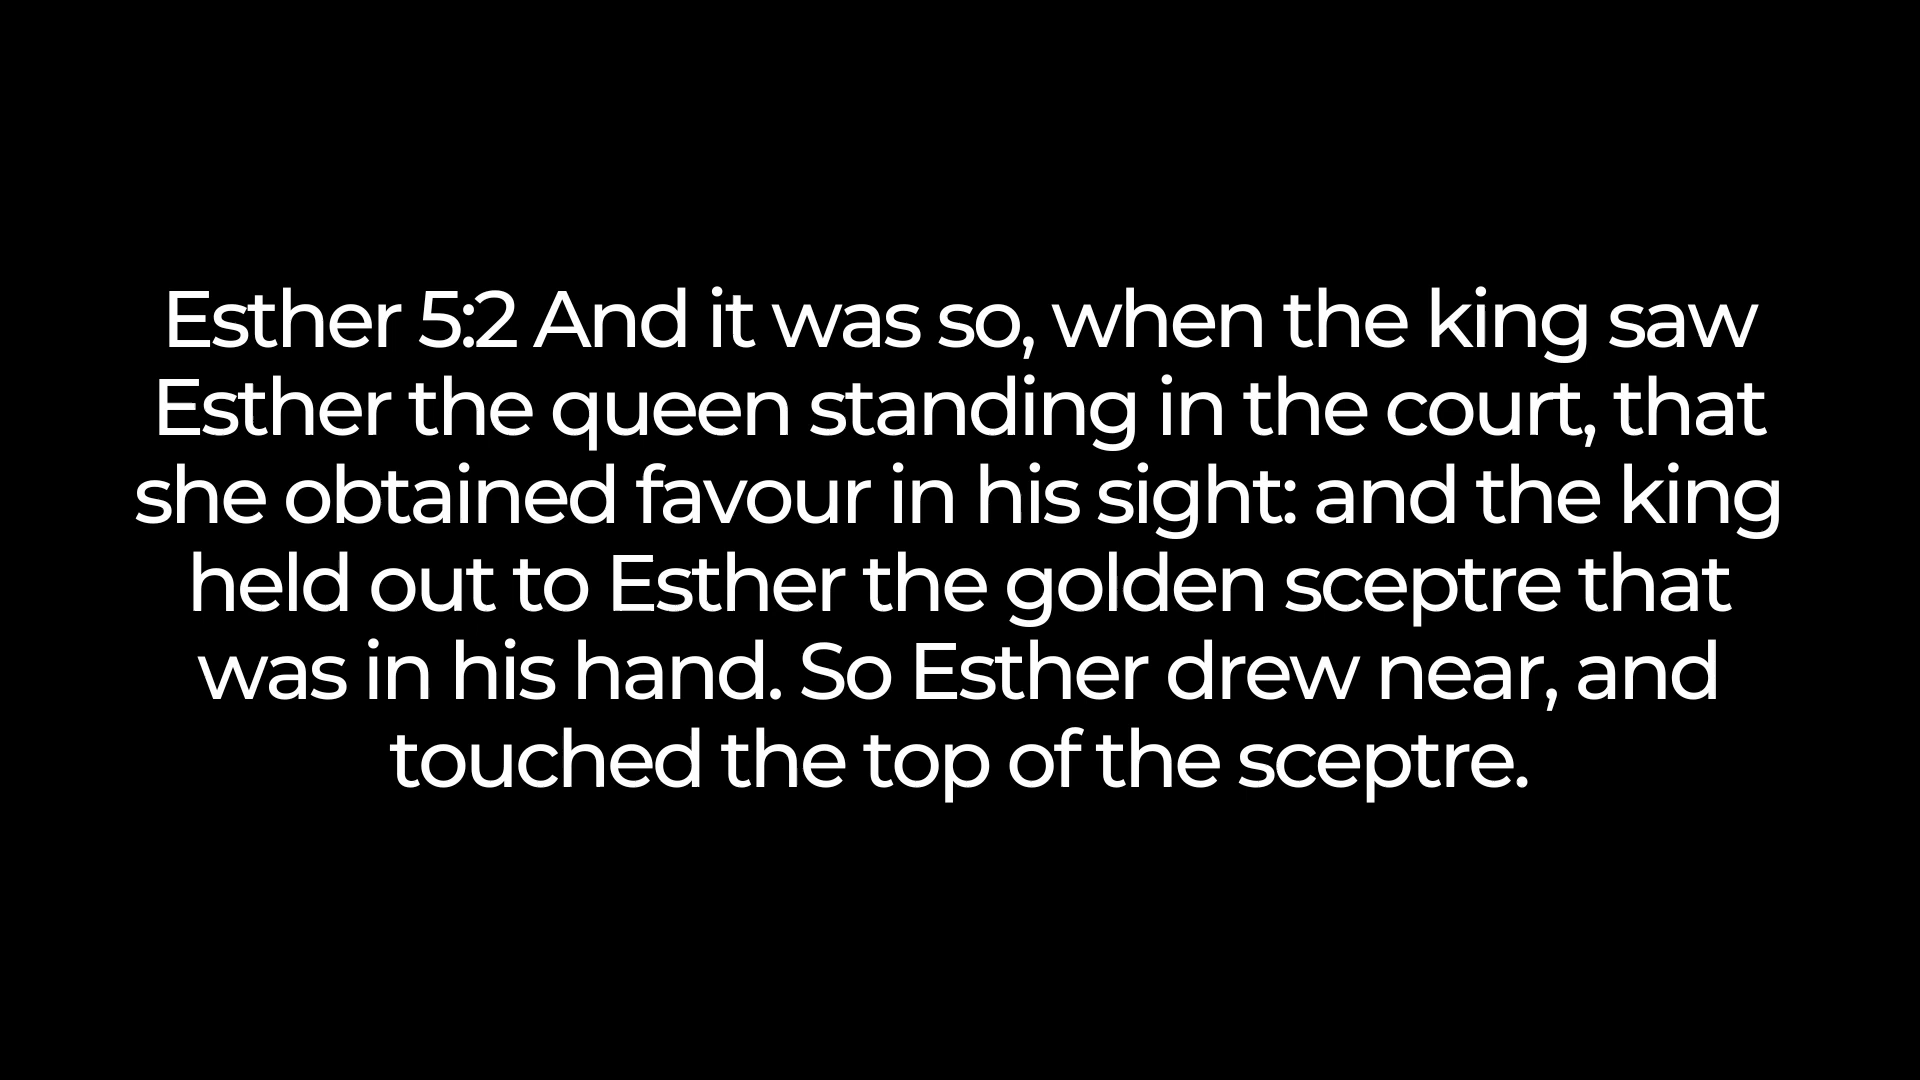 Esther 5:2 And it was so, when the king saw
Esther the queen standing in the court, that
she obtained favour in his sight: and the king
held out to Esther the golden sceptre that
was in his hand. So Esther drew near, and
touched the top of the sceptre.